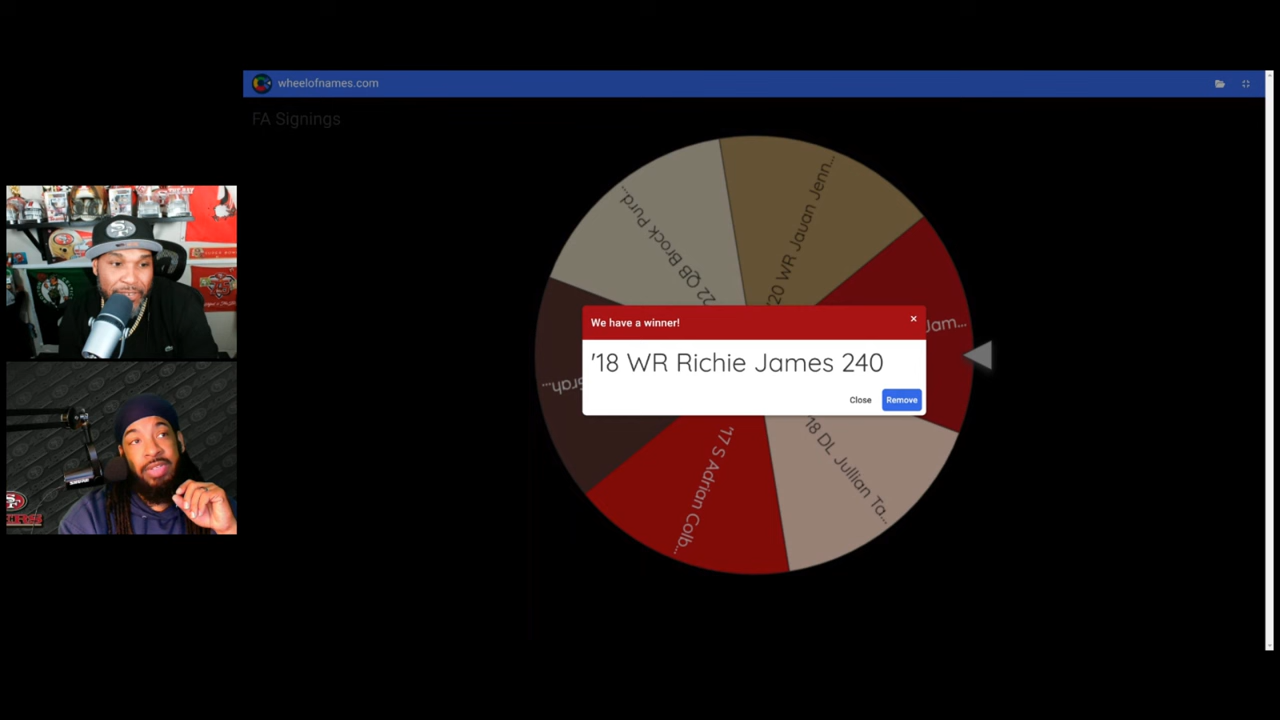 wheelofnames.com
FA Signings
'20 WR Jauan Jenn...
22 QB Brock Purd...
Jam...
We have a winner!
'18 WR Richie James 240
Close
Remove
'17 S Adrian Colb...
'18 DL Jullian Ta...